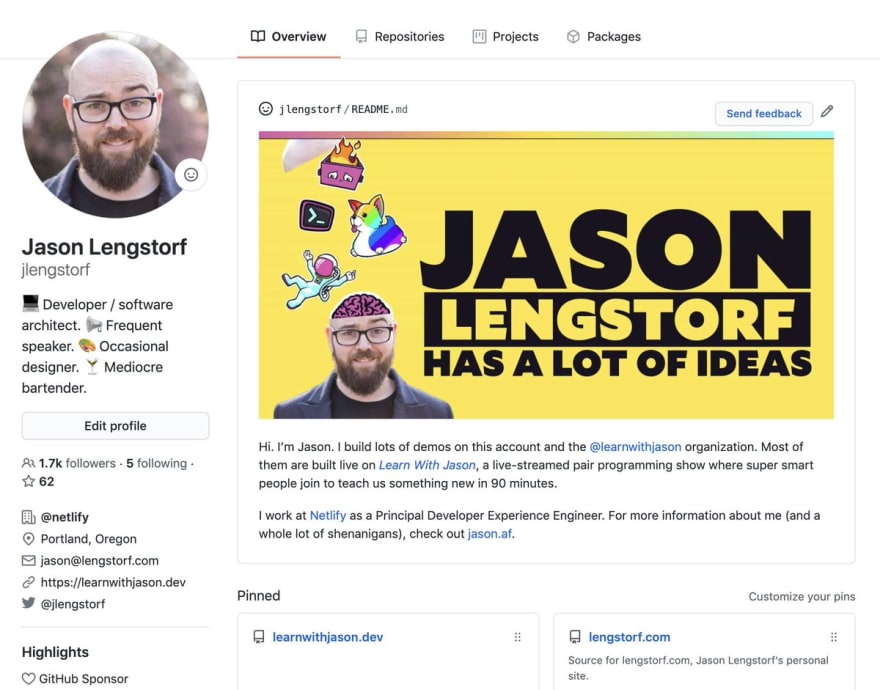 Overview Repositories Projects Packages
Jason Lengstorf
jlengstorf
💻 Developer / software
architect. 📣 Frequent
speaker. 🎨 Occasional
designer. 🍸 Mediocre
bartender.
Edit profile
1.7k followers · 5 following ·
62
@netlify
Portland, Oregon
jason@lengstorf.com
https://learnwithjason.dev
@jlengstorf
Highlights
GitHub Sponsor
jlengstorf/README.md
Send feedback
JASON
LENGSTORF
HAS A LOT OF IDEAS
Hi. I’m Jason. I build lots of demos on this account and the @learnwithjason organization. Most of
them are built live on Learn With Jason, a live-streamed pair programming show where super smart
people join to teach us something new in 90 minutes.
I work at Netlify as a Principal Developer Experience Engineer. For more information about me (and a
whole lot of shenanigans), check out jason.af.
Pinned
Customize your pins
learnwithjason.dev
lengstorf.com
Source for lengstorf.com, Jason Lengstorf's personal
site.